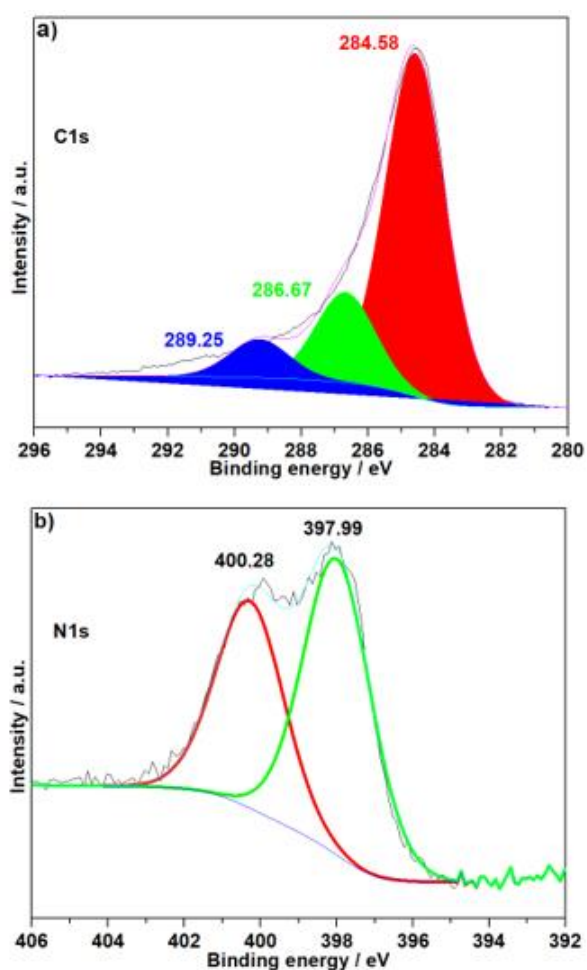 a)
284.58
C1s
286.67
289.25
Intensity / a.u.
296 294 292 290 288 286 284 282 280
Binding energy / eV
b)
397.99
400.28
N1s
Intensity / a.u.
406 404 402 400 398 396 394 392
Binding energy / eV